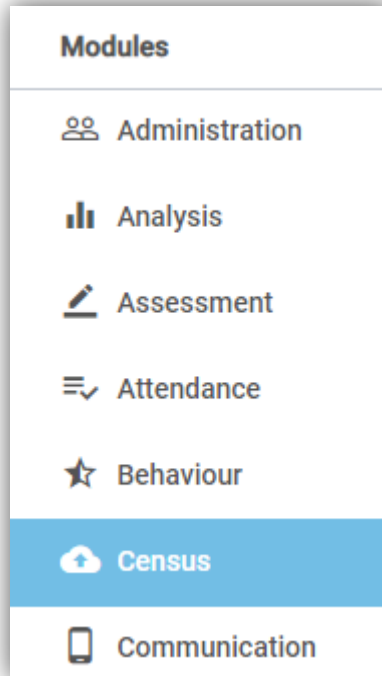 Modules
Administration
Analysis
Assessment
Attendance
Behaviour
Census
Communication